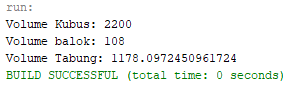 run:
Volume Kubus: 2200
Volume balok: 108
Volume Tabung: 1178.0972450961724
BUILD SUCCESSFUL (total time: 0 seconds)